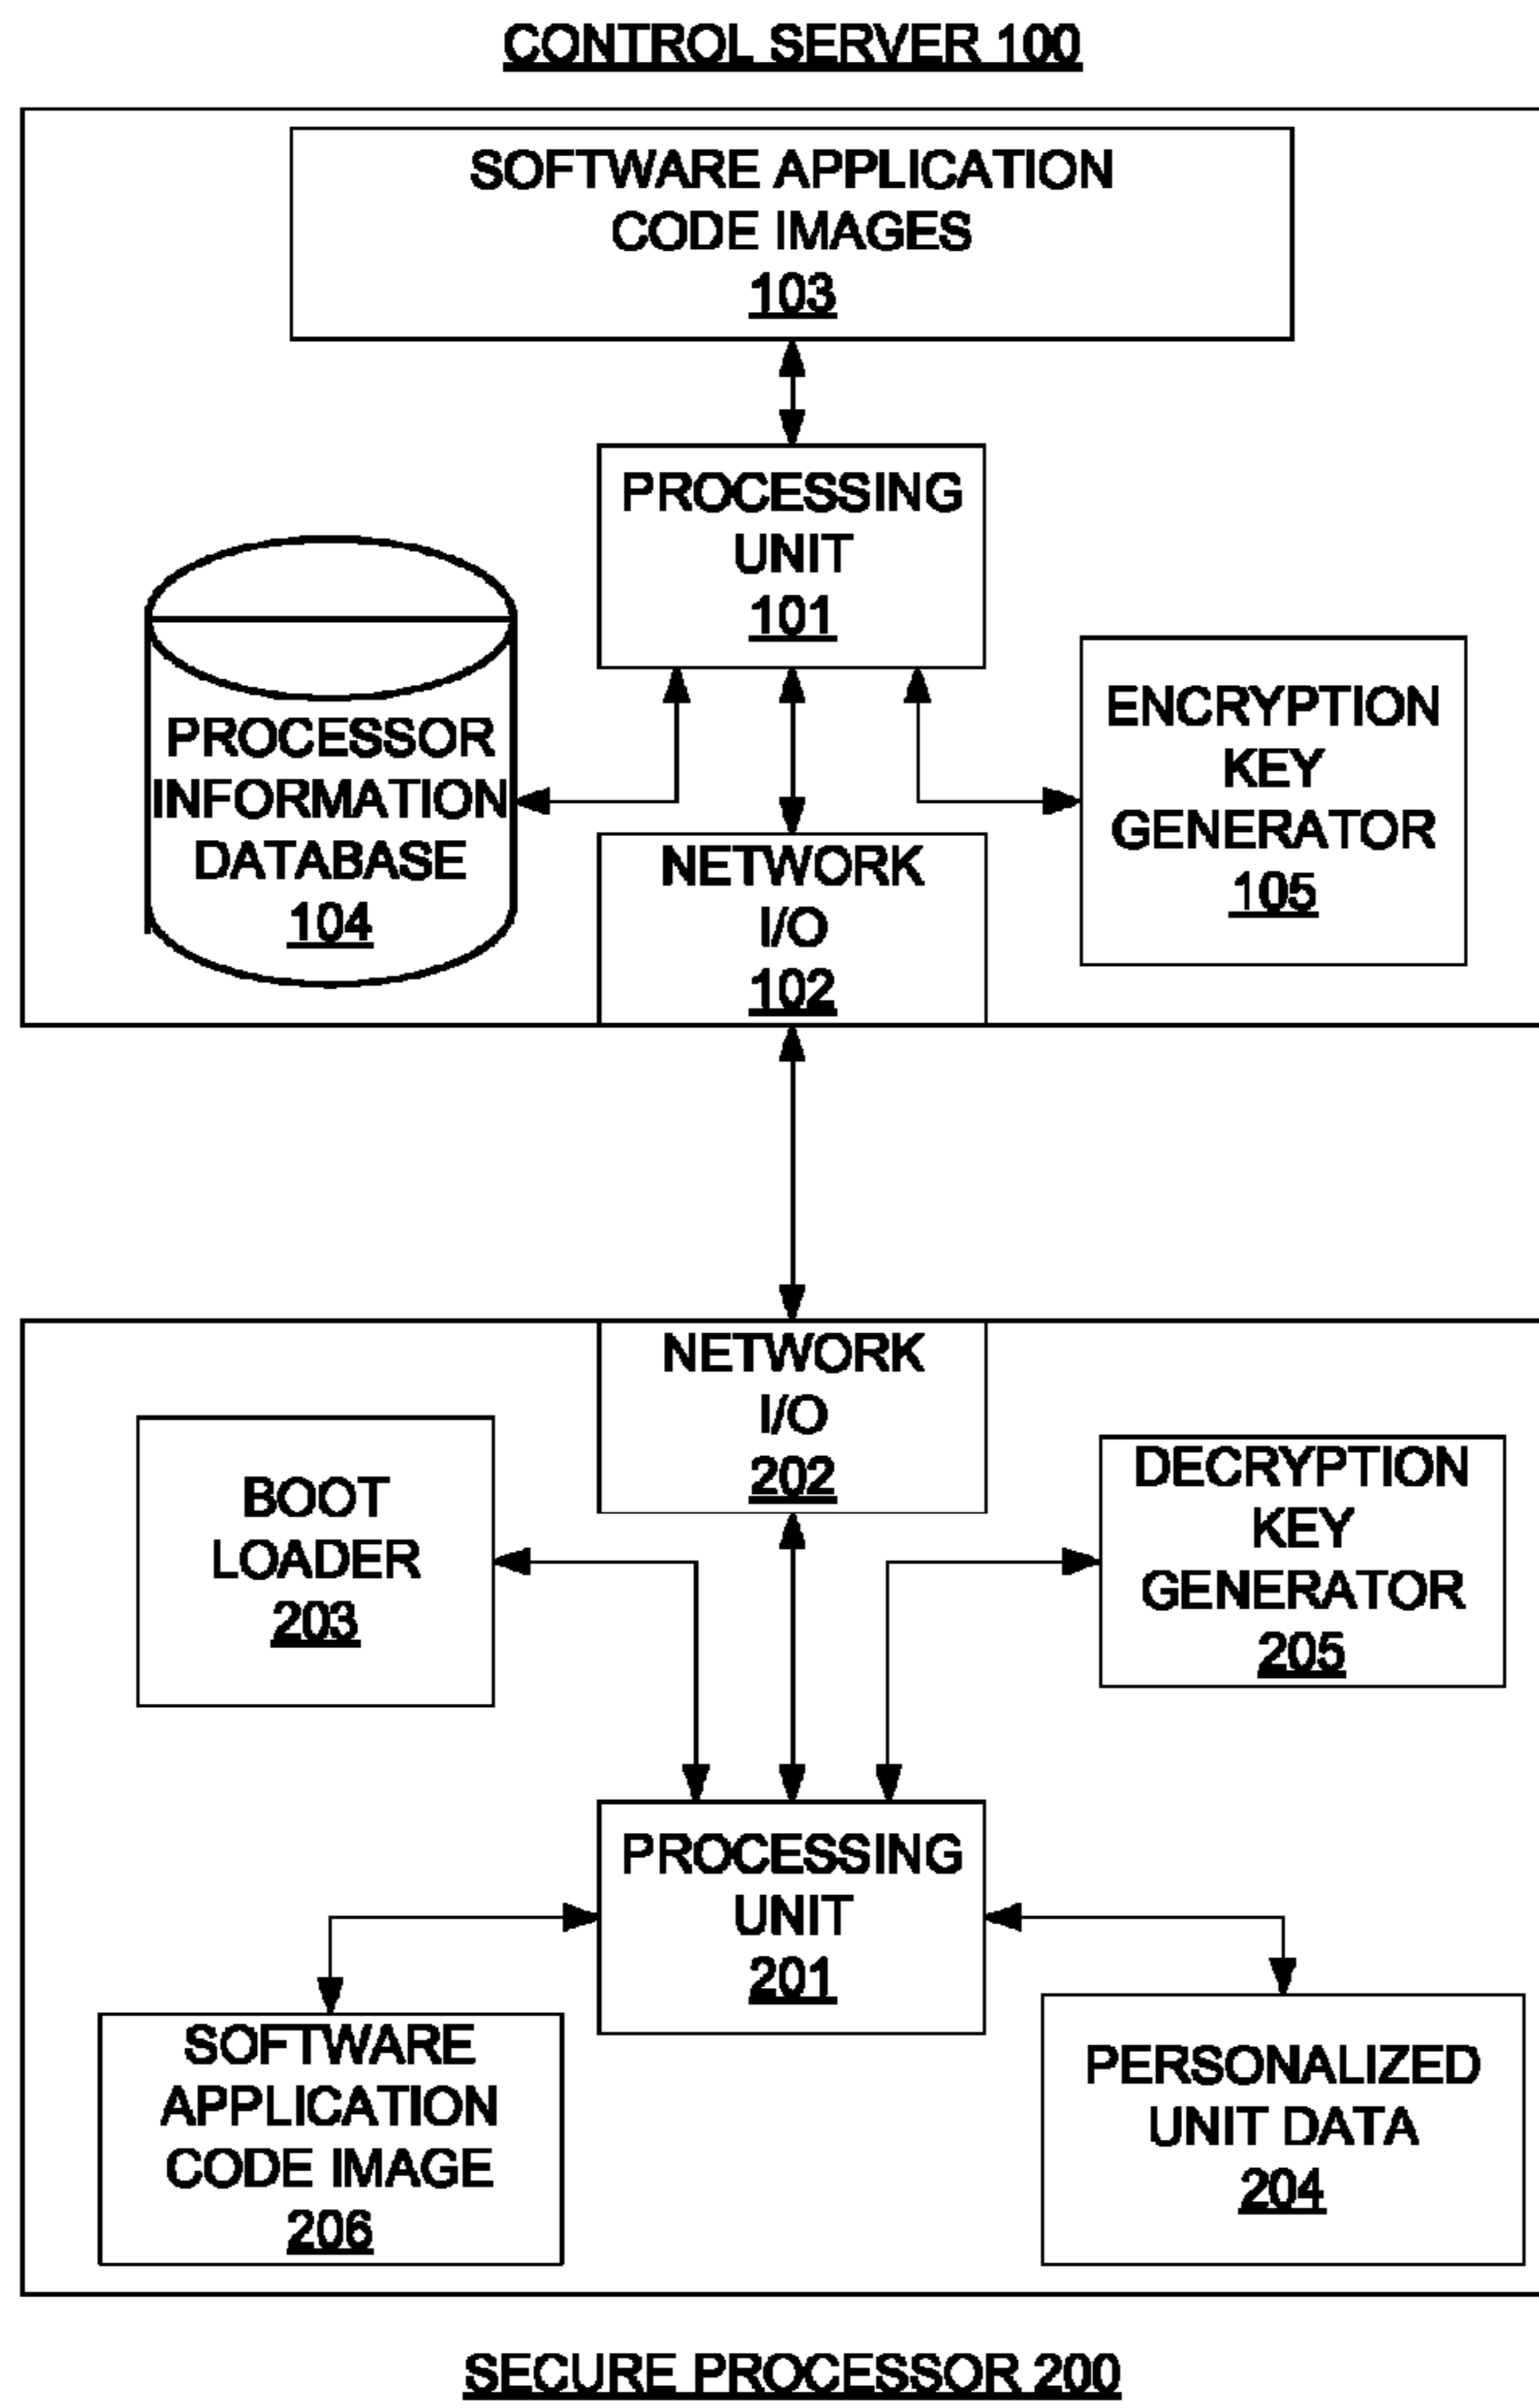 CONTROL SERVER 100
SOFTWARE APPLICATION
CODE IMAGES
103
PROCESSING
UNIT
101
PROCESSOR
INFORMATION
DATABASE
104
NETWORK
I/O
102
ENCRYPTION
KEY
GENERATOR
105
NETWORK
I/O
202
BOOT
LOADER
203
DECRYPTION
KEY
GENERATOR
205
PROCESSING
UNIT
201
SOFTWARE
APPLICATION
CODE IMAGE
206
PERSONALIZED
UNIT DATA
204
SECURE PROCESSOR 200